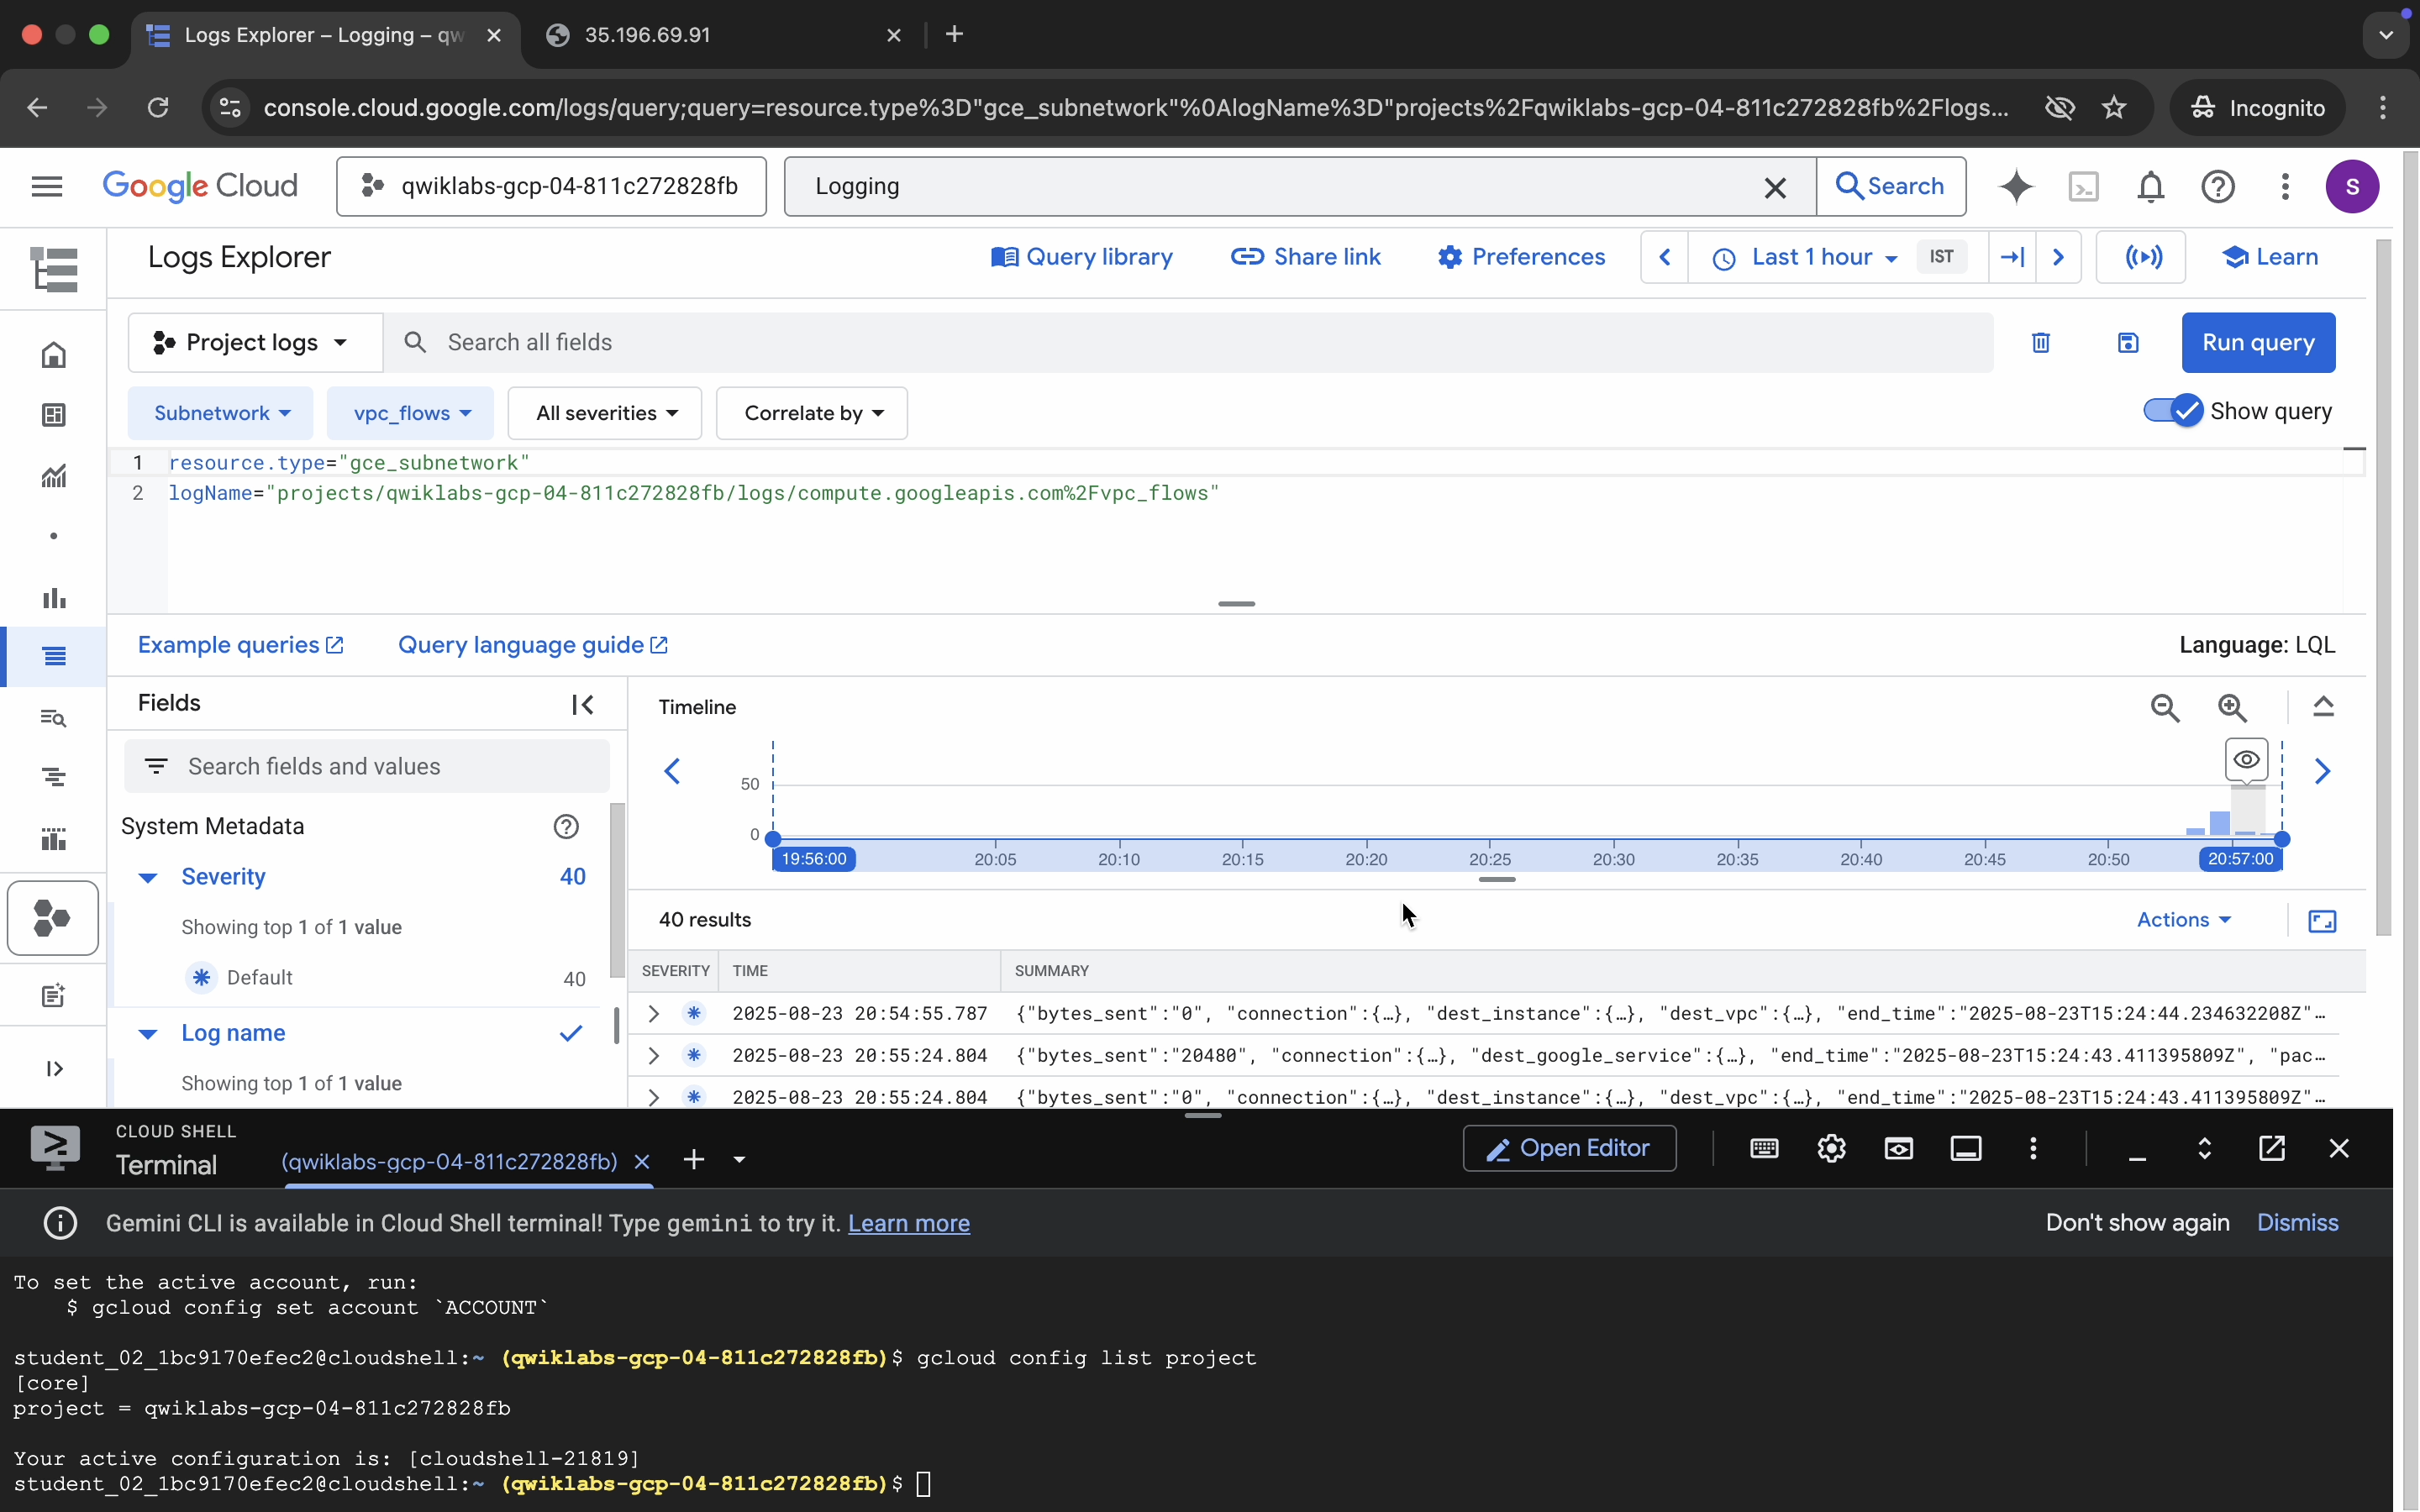 Logs Explorer – Logging – qw
35.196.69.91
console.cloud.google.com/logs/query;query=resource.type%3D"gce_subnetwork"%0AlogName%3D"projects%2Fqwiklabs-gcp-04-811c272828fb%2Flogs...
Incognito
Google Cloud
qwiklabs-gcp-04-811c272828fb
Logging
Search
S
Logs Explorer
Query library
Share link
Preferences
Last 1 hour
IST
Learn
Project logs
Search all fields
Run query
Subnetwork
vpc_flows
All severities
Correlate by
Show query
1 resource.type="gce_subnetwork"
2 logName="projects/qwiklabs-gcp-04-811c272828fb/logs/compute.googleapis.com%2Fvpc_flows"
Example queries
Query language guide
Language: LQL
Fields
Search fields and values
System Metadata
Severity 40
Showing top 1 of 1 value
Default 40
Log name
Showing top 1 of 1 value
Timeline
50
0
19:56:00 20:05 20:10 20:15 20:20 20:25 20:30 20:35 20:40 20:45 20:50 20:57:00
40 results
Actions
SEVERITY TIME SUMMARY
2025-08-23 20:54:55.787 {"bytes_sent":"0", "connection":{…}, "dest_instance":{…}, "dest_vpc":{…}, "end_time":"2025-08-23T15:24:44.234632208Z"…
2025-08-23 20:55:24.804 {"bytes_sent":"20480", "connection":{…}, "dest_google_service":{…}, "end_time":"2025-08-23T15:24:43.411395809Z", "pac…
2025-08-23 20:55:24.804 {"bytes_sent":"0", "connection":{…}, "dest_instance":{…}, "dest_vpc":{…}, "end_time":"2025-08-23T15:24:43.411395809Z"…
CLOUD SHELL
Terminal
(qwiklabs-gcp-04-811c272828fb)
Open Editor
Gemini CLI is available in Cloud Shell terminal! Type gemini to try it. Learn more
Don't show again
Dismiss
To set the active account, run:
$ gcloud config set account `ACCOUNT`
student_02_1bc9170efec2@cloudshell:~ (qwiklabs-gcp-04-811c272828fb)$ gcloud config list project
[core]
project = qwiklabs-gcp-04-811c272828fb
Your active configuration is: [cloudshell-21819]
student_02_1bc9170efec2@cloudshell:~ (qwiklabs-gcp-04-811c272828fb)$